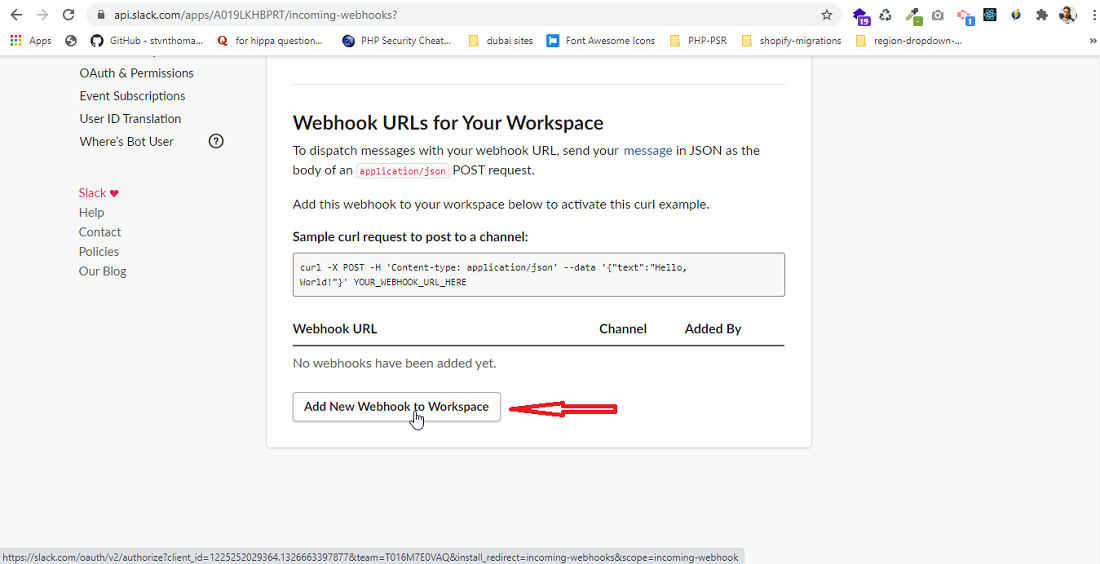 api.slack.com/apps/A019LKHBPRT/incoming-webhooks?
19
1
Apps
GitHub - stvnthoma...
for hippa question...
PHP Security Cheat...
dubai sites
Font Awesome Icons
PHP-PSR
shopify-migrations
region-dropdown-...
»
OAuth & Permissions
Event Subscriptions
User ID Translation
Where's Bot User
?
Slack
Help
Contact
Policies
Our Blog
Webhook URLs for Your Workspace
To dispatch messages with your webhook URL, send your message in JSON as the
body of an application/json POST request.
Add this webhook to your workspace below to activate this curl example.
Sample curl request to post to a channel:
curl -X POST -H 'Content-type: application/json' --data '{"text":"Hello,
World!"}' YOUR_WEBHOOK_URL_HERE
Webhook URL Channel Added By
No webhooks have been added yet.
Add New Webhook to Workspace
https://slack.com/oauth/v2/authorize?client_id=1225252029364.1326663397877&team=T016M7E0VAQ&install_redirect=incoming-webhooks&scope=incoming-webhook